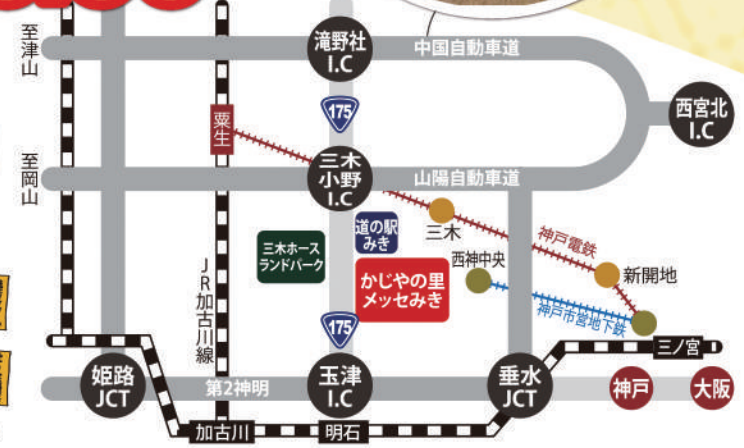 至津山
滝野社
I.C
中国自動車道
175
西宮北
I.C
粟生
三木
小野
I.C
至岡山
山陽自動車道
三木ホース
ランドパーク
道の駅
みき
三木
神戸電鉄
西神中央
新開地
かじやの里
メッセみき
JR加古川線
神戸市営地下鉄
175
三ノ宮
姫路
JCT
第2神明
玉津
I.C
垂水
JCT
神戸
大阪
加古川
明石